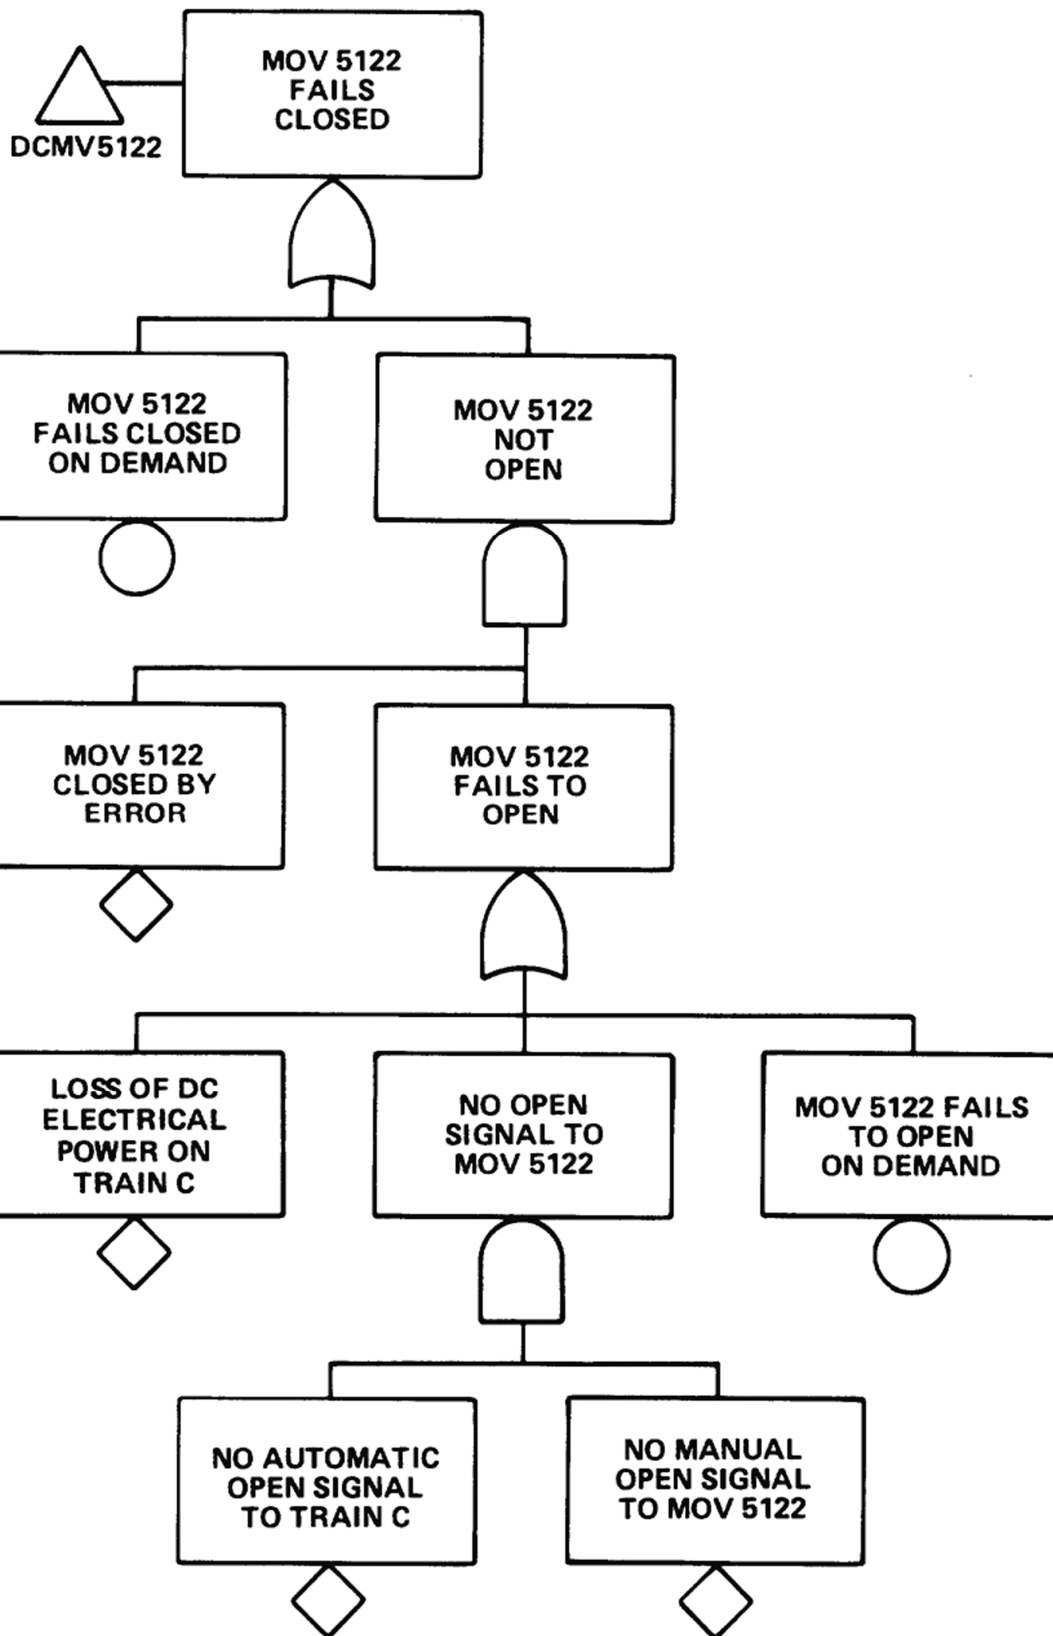 MOV 5122
FAILS
CLOSED
DCMV5122
MOV 5122
FAILS CLOSED
ON DEMAND
MOV 5122
NOT
OPEN
MOV 5122
CLOSED BY
ERROR
MOV 5122
FAILS TO
OPEN
LOSS OF DC
ELECTRICAL
POWER ON
TRAIN C
NO OPEN
SIGNAL TO
MOV 5122
MOV 5122 FAILS
TO OPEN
ON DEMAND
NO AUTOMATIC
OPEN SIGNAL
TO TRAIN C
NO MANUAL
OPEN SIGNAL
TO MOV 5122